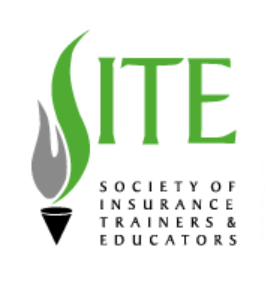 SITE
SOCIETY OF
INSURANCE
TRAINERS &
EDUCATORS